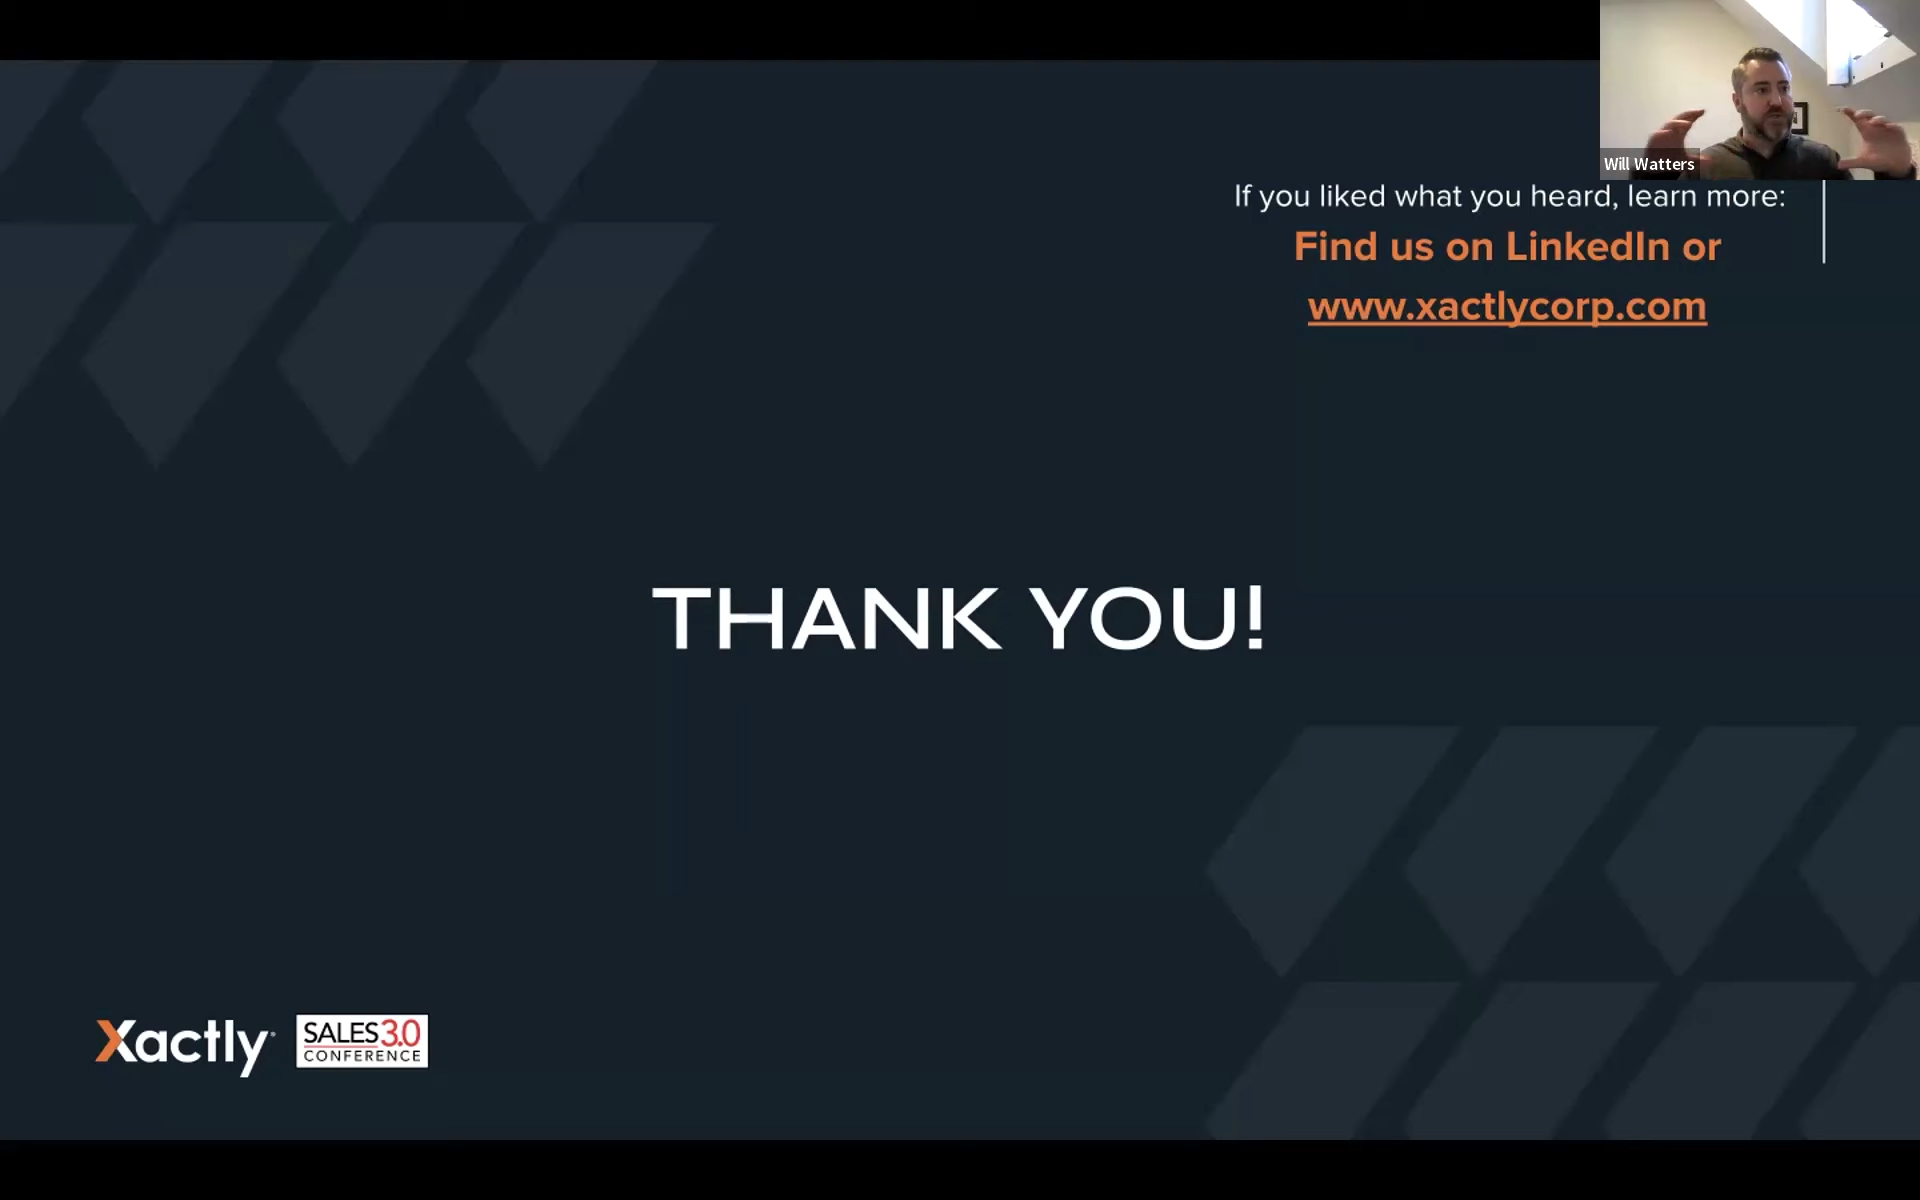 Will Watters
If you liked what you heard, learn more:
Find us on LinkedIn or
www.xactlycorp.com
THANK YOU!
Xactly
SALES 3.0
CONFERENCE